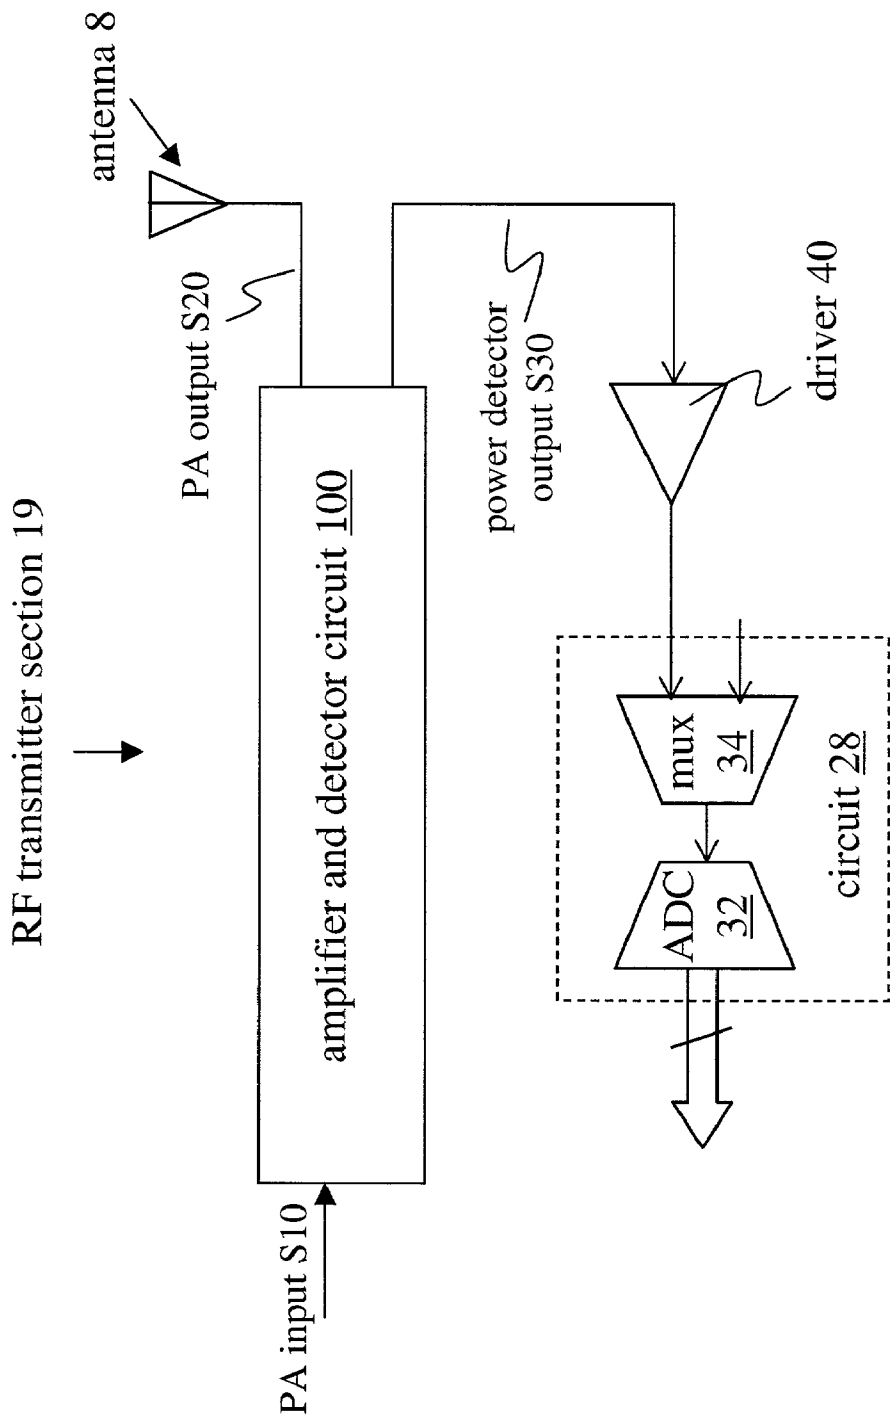 RF transmitter section 19
antenna 8
PA output S20
PA input S10
amplifier and detector circuit 100
power detector
output S30
driver 40
mux
34
ADC
32
circuit 28